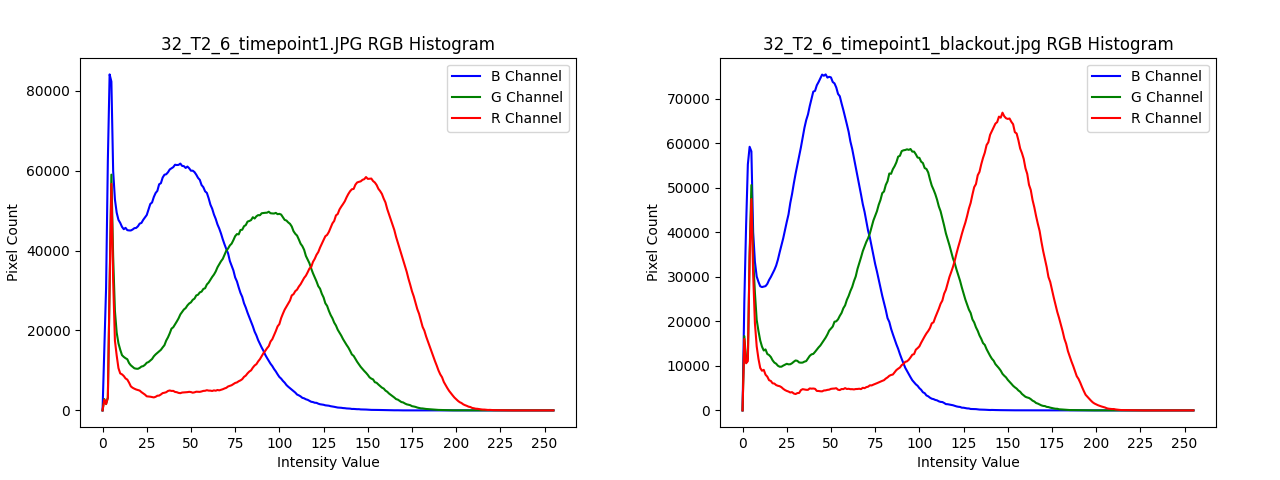 32_T2_6_timepoint1.JPG RGB Histogram
B Channel
G Channel
R Channel
Pixel Count
80000
60000
40000
20000
0
0 25 50 75 100 125 150 175 200 225 250
Intensity Value
32_T2_6_timepoint1_blackout.jpg RGB Histogram
B Channel
G Channel
R Channel
Pixel Count
70000
60000
50000
40000
30000
20000
10000
0
0 25 50 75 100 125 150 175 200 225 250
Intensity Value